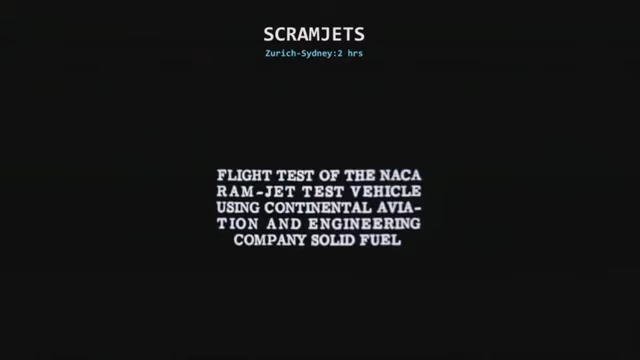 SCRAMJETS
Zurich-Sydney:2 hrs
FLIGHT TEST OF THE NACA
RAM-JET TEST VEHICLE
USING CONTINENTAL AVIA-
TION AND ENGINEERING
COMPANY SOLID FUEL